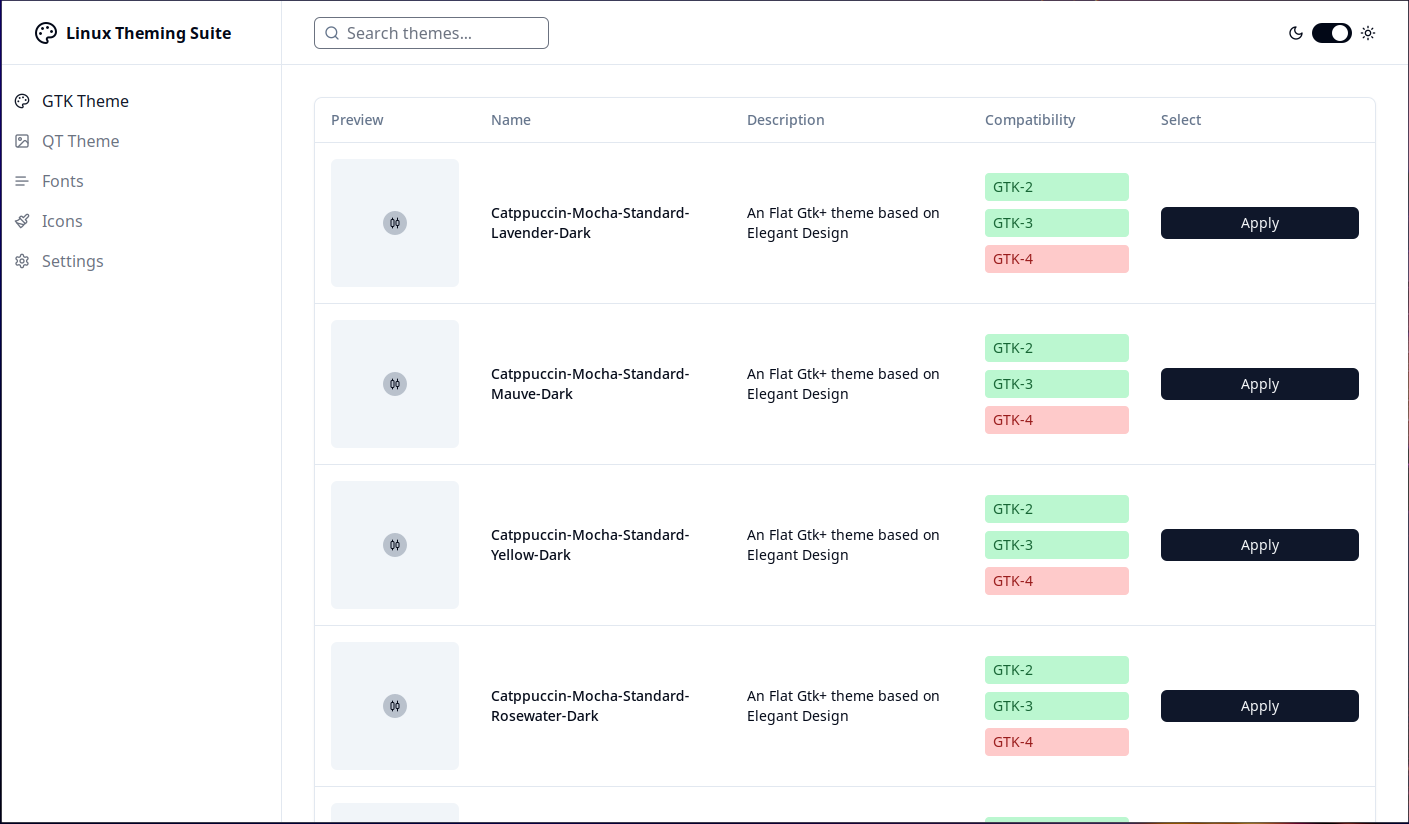 Linux Theming Suite
Search themes...
GTK Theme
QT Theme
Fonts
Icons
Settings
Preview Name Description Compatibility Select
Catppuccin-Mocha-Standard-
Lavender-Dark
An Flat Gtk+ theme based on
Elegant Design
GTK-2
GTK-3
GTK-4
Apply
Catppuccin-Mocha-Standard-
Mauve-Dark
An Flat Gtk+ theme based on
Elegant Design
GTK-2
GTK-3
GTK-4
Apply
Catppuccin-Mocha-Standard-
Yellow-Dark
An Flat Gtk+ theme based on
Elegant Design
GTK-2
GTK-3
GTK-4
Apply
Catppuccin-Mocha-Standard-
Rosewater-Dark
An Flat Gtk+ theme based on
Elegant Design
GTK-2
GTK-3
GTK-4
Apply